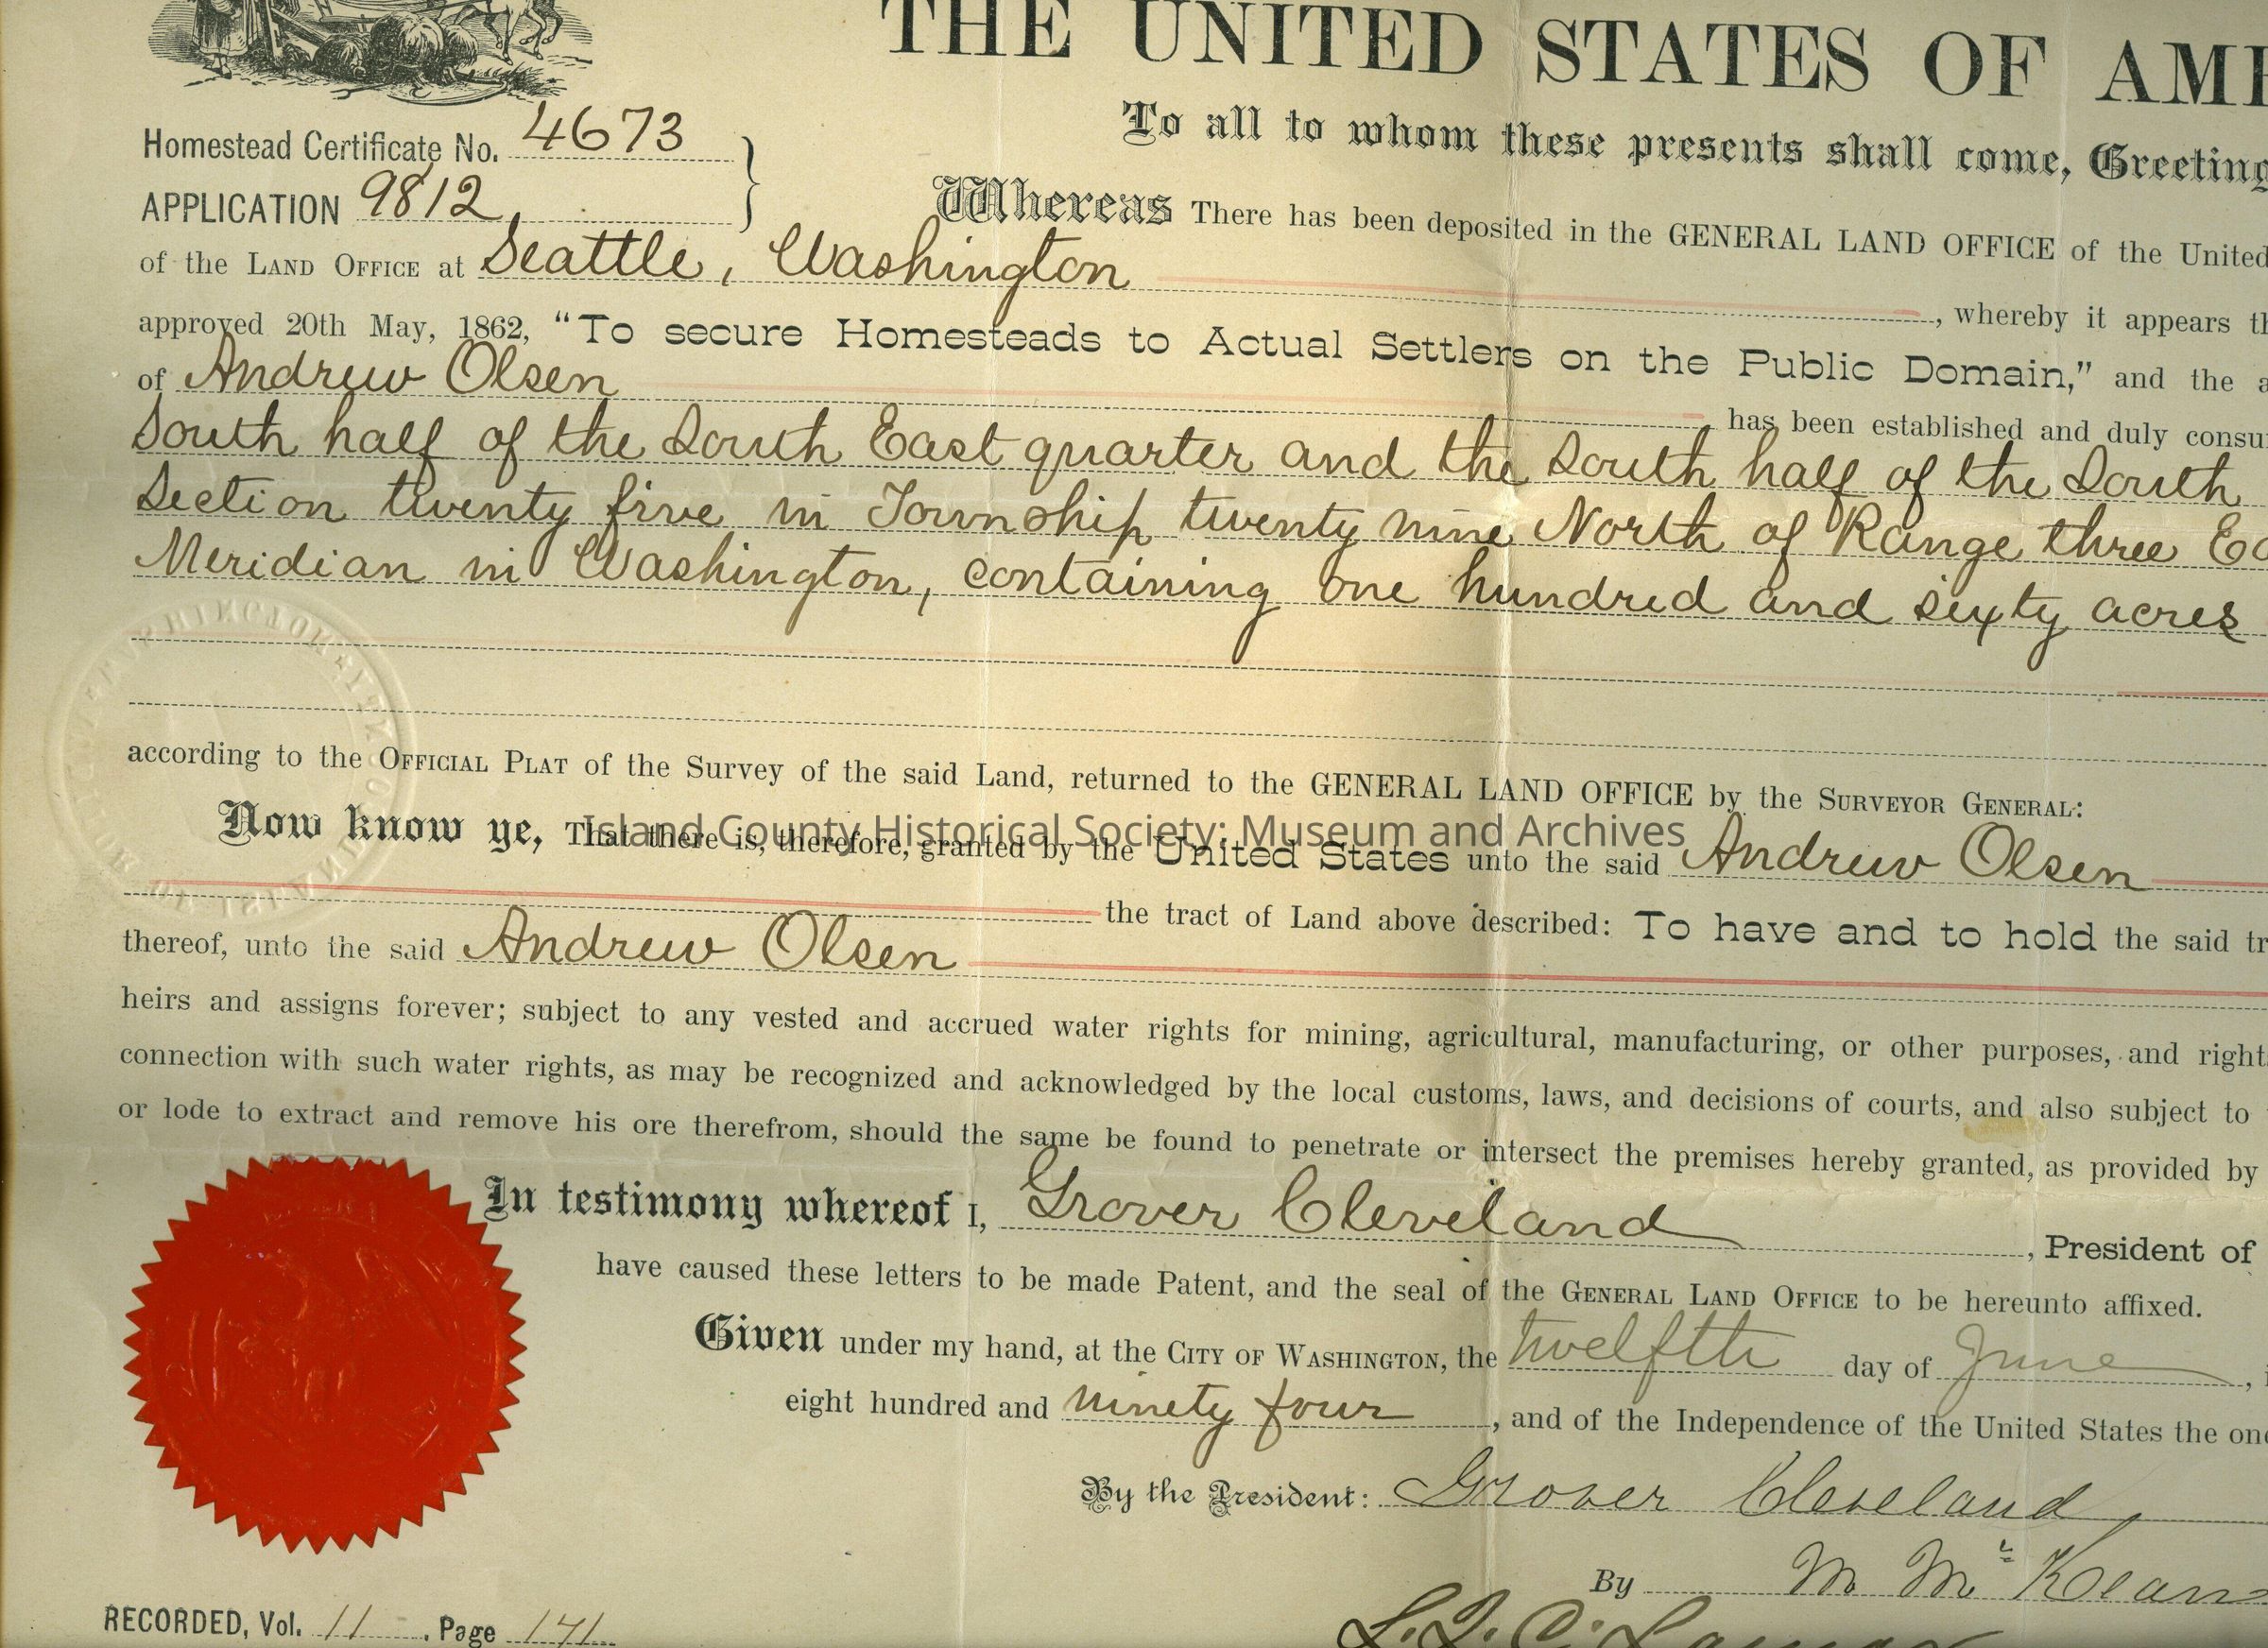 THE UNITED STATES OF AME
To all to whom these presents shall come, Greeting
Homestead Certificate No. 4673
APPLICATION 9812
Whereas There has been deposited in the GENERAL LAND OFFICE of the United
of the LAND OFFICE at Seattle, Washington, whereby it appears th
approved 20th May, 1862, "To secure Homesteads to Actual Settlers on the Public Domain," and the a
of Andrew Olsen has been established and duly consu
South half of the South East quarter and the South half of the South
Section twenty five in Township twenty nine North of Range three Ea
Meridian in Washington, containing one hundred and sixty acres
according to the OFFICIAL PLAT of the Survey of the said Land, returned to the GENERAL LAND OFFICE by the SURVEYOR GENERAL:
Now know ye, That there is, therefore, granted by the United States unto the said Andrew Olsen
Island County Historical Society: Museum and Archives
the tract of Land above described: To have and to hold the said tr
thereof, unto the said Andrew Olsen
heirs and assigns forever; subject to any vested and accrued water rights for mining, agricultural, manufacturing, or other purposes, and rights
connection with such water rights, as may be recognized and acknowledged by the local customs, laws, and decisions of courts, and also subject to
or lode to extract and remove his ore therefrom, should the same be found to penetrate or intersect the premises hereby granted, as provided by
In testimony whereof I, Grover Cleveland, President of
have caused these letters to be made Patent, and the seal of the GENERAL LAND OFFICE to be hereunto affixed.
Given under my hand, at the CITY OF WASHINGTON, the twelfth day of June,
eight hundred and ninety four, and of the Independence of the United States the one
By the President: Grover Cleveland
By M McKean
L. Q. C. Lamar
RECORDED, Vol. 11, Page 171